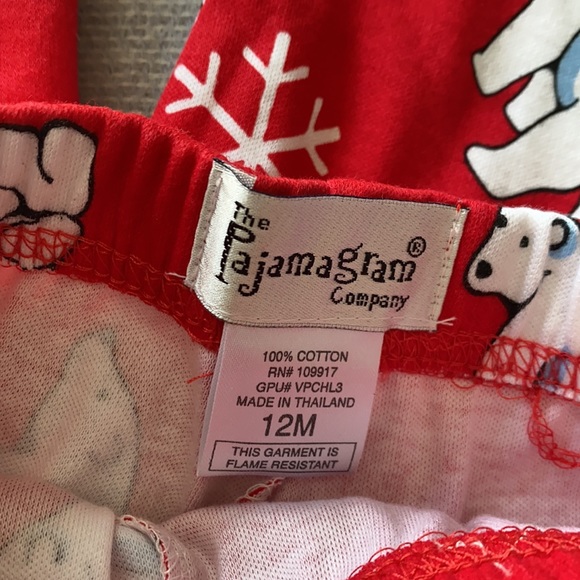 The
Pajamagram®
Company
100% COTTON
RN# 109917
GPU# VPCHL3
MADE IN THAILAND
12M
THIS GARMENT IS
FLAME RESISTANT